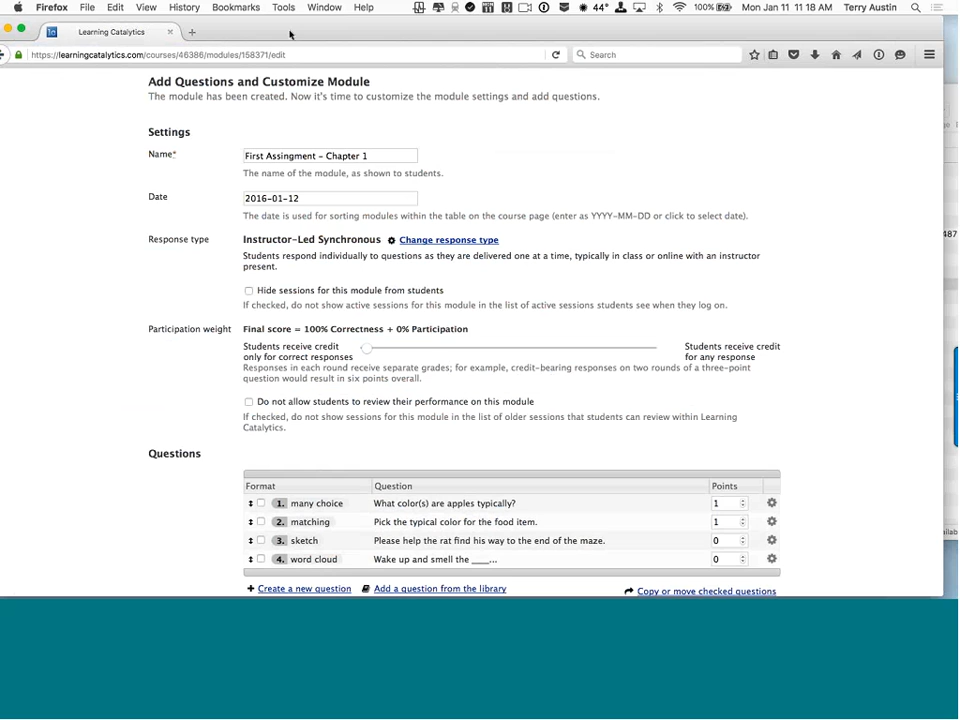 Firefox File Edit View History Bookmarks Tools Window Help 44° 100% Mon Jan 11 11:18 AM Terry Austin
Learning Catalytics
https://learningcatalytics.com/courses/46386/modules/158371/edit Search
Add Questions and Customize Module
The module has been created. Now it's time to customize the module settings and add questions.
Settings
Name* First Assingment - Chapter 1
The name of the module, as shown to students.
Date 2016-01-12
The date is used for sorting modules within the table on the course page (enter as YYYY-MM-DD or click to select date).
Response type Instructor-Led Synchronous Change response type
Students respond individually to questions as they are delivered one at a time, typically in class or online with an instructor
present.
Hide sessions for this module from students
If checked, do not show active sessions for this module in the list of active sessions students see when they log on.
Participation weight Final score = 100% Correctness + 0% Participation
Students receive credit Students receive credit
only for correct responses for any response
Responses in each round receive separate grades; for example, credit-bearing responses on two rounds of a three-point
question would result in six points overall.
Do not allow students to review their performance on this module
If checked, do not show sessions for this module in the list of older sessions that students can review within Learning
Catalytics.
Questions
Format Question Points
1. many choice What color(s) are apples typically? 1
2. matching Pick the typical color for the food item. 1
3. sketch Please help the rat find his way to the end of the maze. 0
4. word cloud Wake up and smell the ____... 0
+ Create a new question Add a question from the library Copy or move checked questions